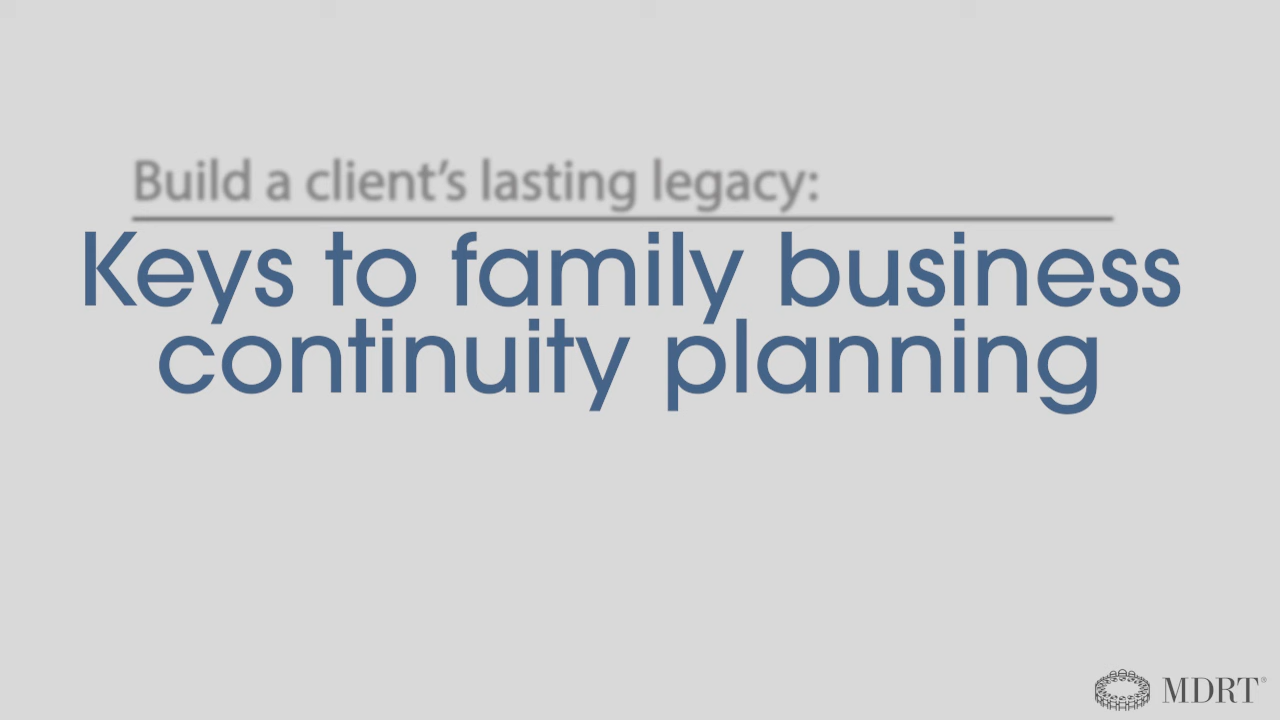 Build a client's lasting legacy:
Keys to family business
continuity planning
MDRT®